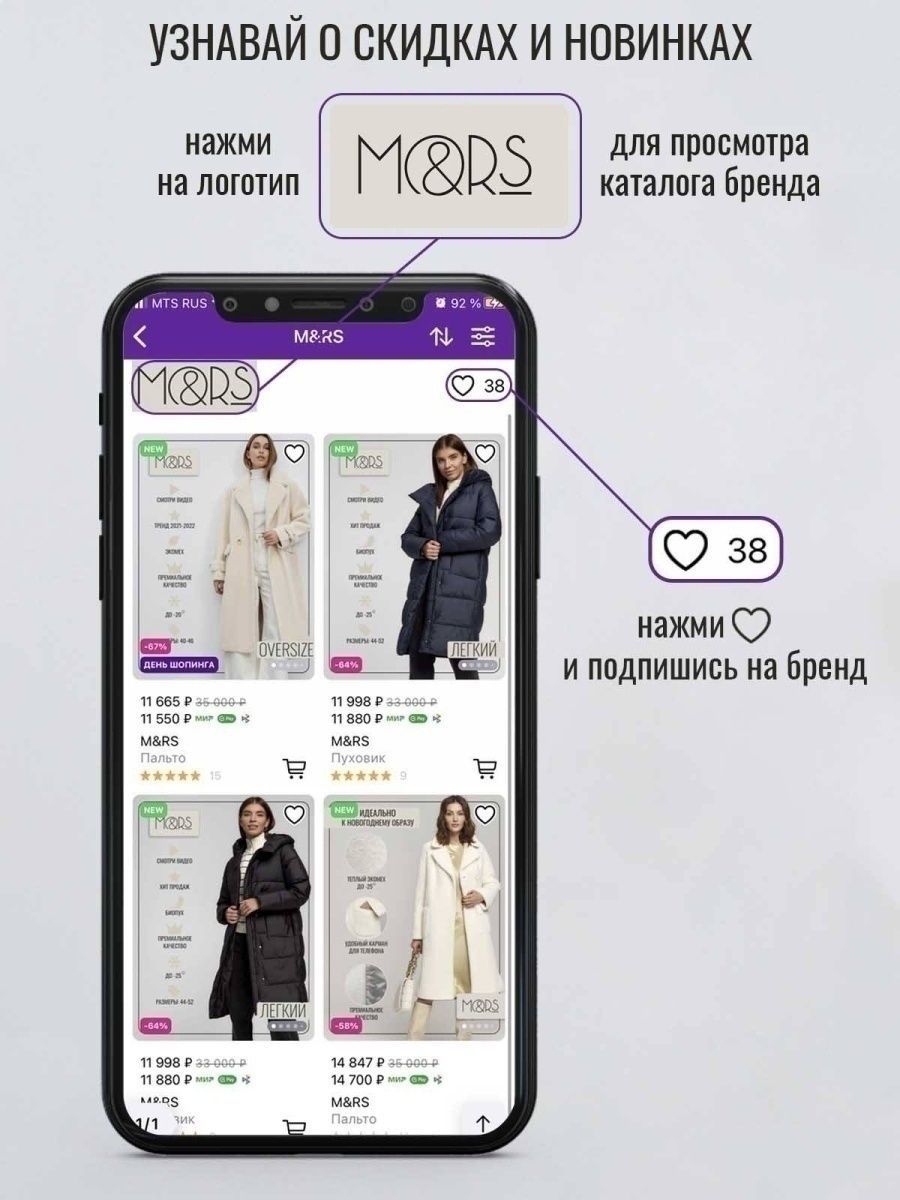 УЗНАВАЙ О СКИДКАХ И НОВИНКАХ
нажми
на логотип
M&RS
для просмотра
каталога бренда
MTS RUS
92 %
M&RS
M&RS
38
NEW
M&RS
СМОТРИ ВИДЕО
ТРЕНД 2021-2022
ЭКОМЕХ
ПРЕМИАЛЬНОЕ
КАЧЕСТВО
ДО -20°
РЫ: 40-46
-67%
OVERSIZE
ДЕНЬ ШОПИНГА
NEW
M&RS
СМОТРИ ВИДЕО
ХИТ ПРОДАЖ
БИОПУХ
ПРЕМИАЛЬНОЕ
КАЧЕСТВО
ДО -25°
РАЗМЕРЫ: 44-52
ЛЕГКИЙ
-64%
38
нажми
и подпишись на бренд
11 665 ₽ 35 000 ₽
11 550 ₽ МИР Pay
M&RS
Пальто
15
11 998 ₽ 33 000 ₽
11 880 ₽ МИР Pay
M&RS
Пуховик
9
NEW
M&RS
СМОТРИ ВИДЕО
ХИТ ПРОДАЖ
БИОПУХ
ПРЕМИАЛЬНОЕ
КАЧЕСТВО
ДО -25°
РАЗМЕРЫ: 44-52
ЛЕГКИЙ
-64%
NEW
ИДЕАЛЬНО
К НОВОГОДНЕМУ ОБРАЗУ
ТЕПЛЫЙ ЭКОМЕХ
ДО -25°
УДОБНЫЙ КАРМАН
ДЛЯ ТЕЛЕФОНА
ПРЕМИАЛЬНОЕ
КАЧЕСТВО
M&RS
-58%
11 998 ₽ 33 000 ₽
11 880 ₽ МИР Pay
M&RS
вик
1/1
14 847 ₽ 35 000 ₽
14 700 ₽ МИР Pay
M&RS
Пальто